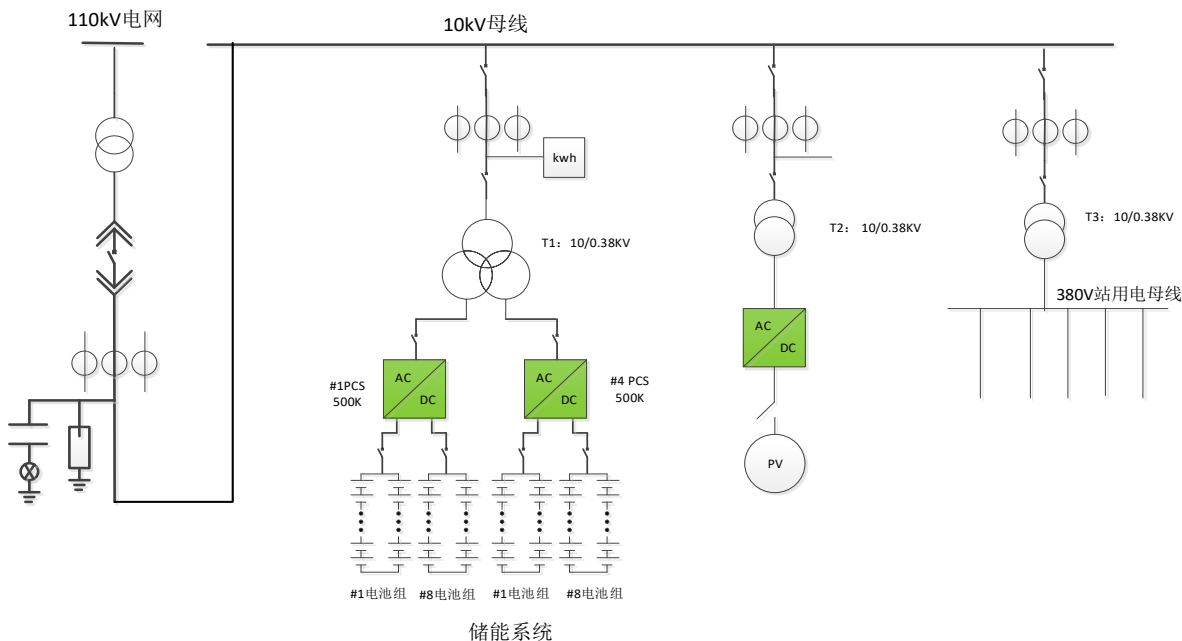 110kV电网
10kV母线
kwh
T1：10/0.38KV
T2： 10/0.38KV
T3：10/0.38KV
380V站用电母线
#1PCS
500K
AC
DC
AC
DC
#4 PCS
500K
AC
DC
PV
#1电池组
#8电池组
#1电池组
#8电池组
储能系统